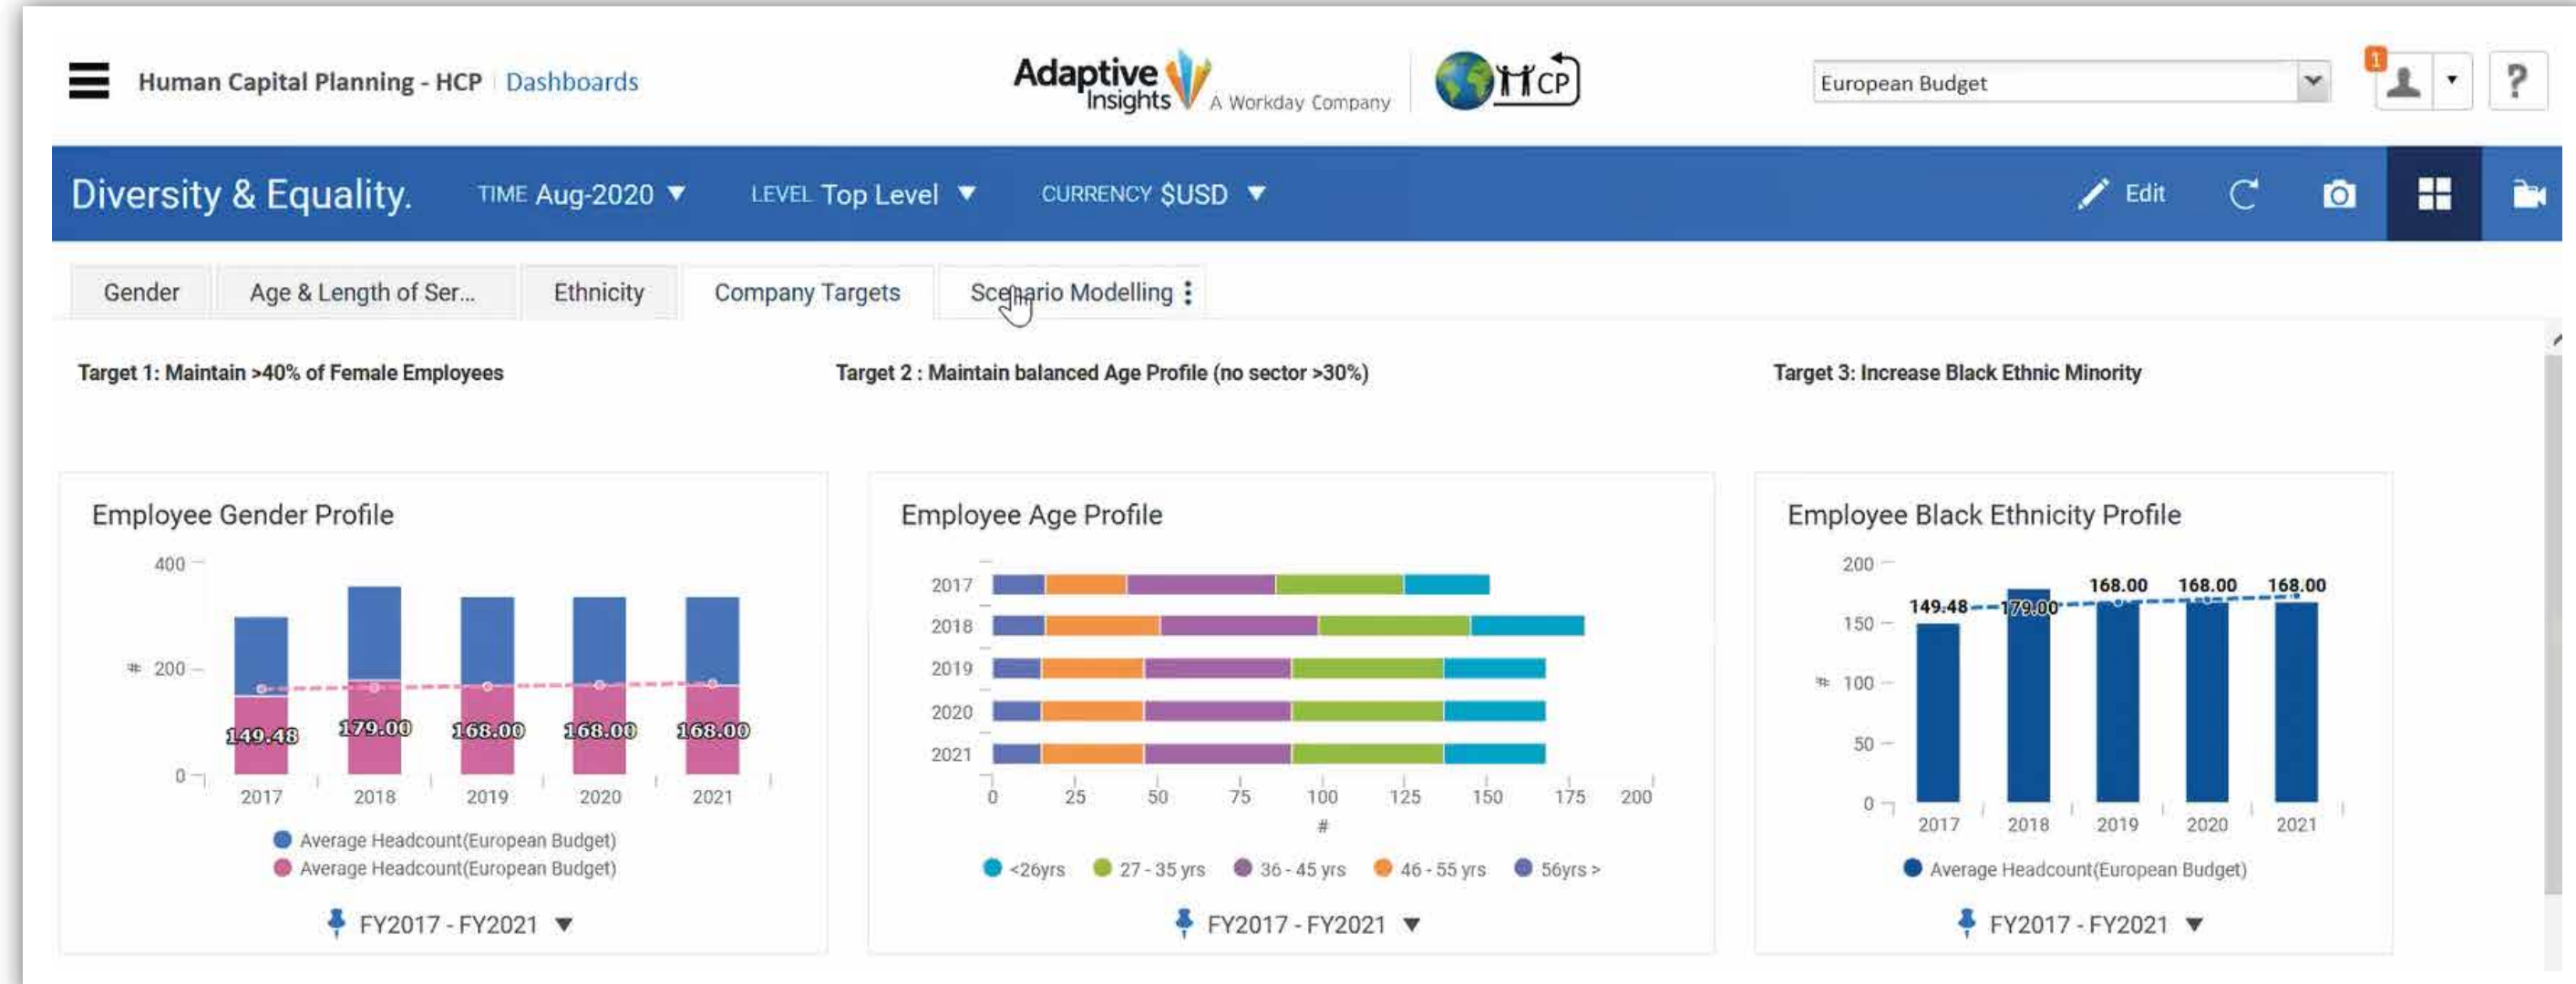 Human Capital Planning - HCP Dashboards
Adaptive Insights A Workday Company
HCP
European Budget
1
?
Diversity & Equality.
TIME Aug-2020 ▼
LEVEL Top Level ▼
CURRENCY $USD ▼
Edit
Gender
Age & Length of Ser...
Ethnicity
Company Targets
Scenario Modelling
Target 1: Maintain >40% of Female Employees
Target 2 : Maintain balanced Age Profile (no sector >30%)
Target 3: Increase Black Ethnic Minority
Employee Gender Profile
400
# 200
0
149.48 179.00 168.00 168.00 168.00
2017 2018 2019 2020 2021
Average Headcount(European Budget)
Average Headcount(European Budget)
FY2017 - FY2021 ▼
Employee Age Profile
2017
2018
2019
2020
2021
0 25 50 75 100 125 150 175 200
#
<26yrs 27 - 35 yrs 36 - 45 yrs 46 - 55 yrs 56yrs >
FY2017 - FY2021 ▼
Employee Black Ethnicity Profile
200
150
# 100
50
0
149.48 179.00 168.00 168.00 168.00
2017 2018 2019 2020 2021
Average Headcount(European Budget)
FY2017 - FY2021 ▼